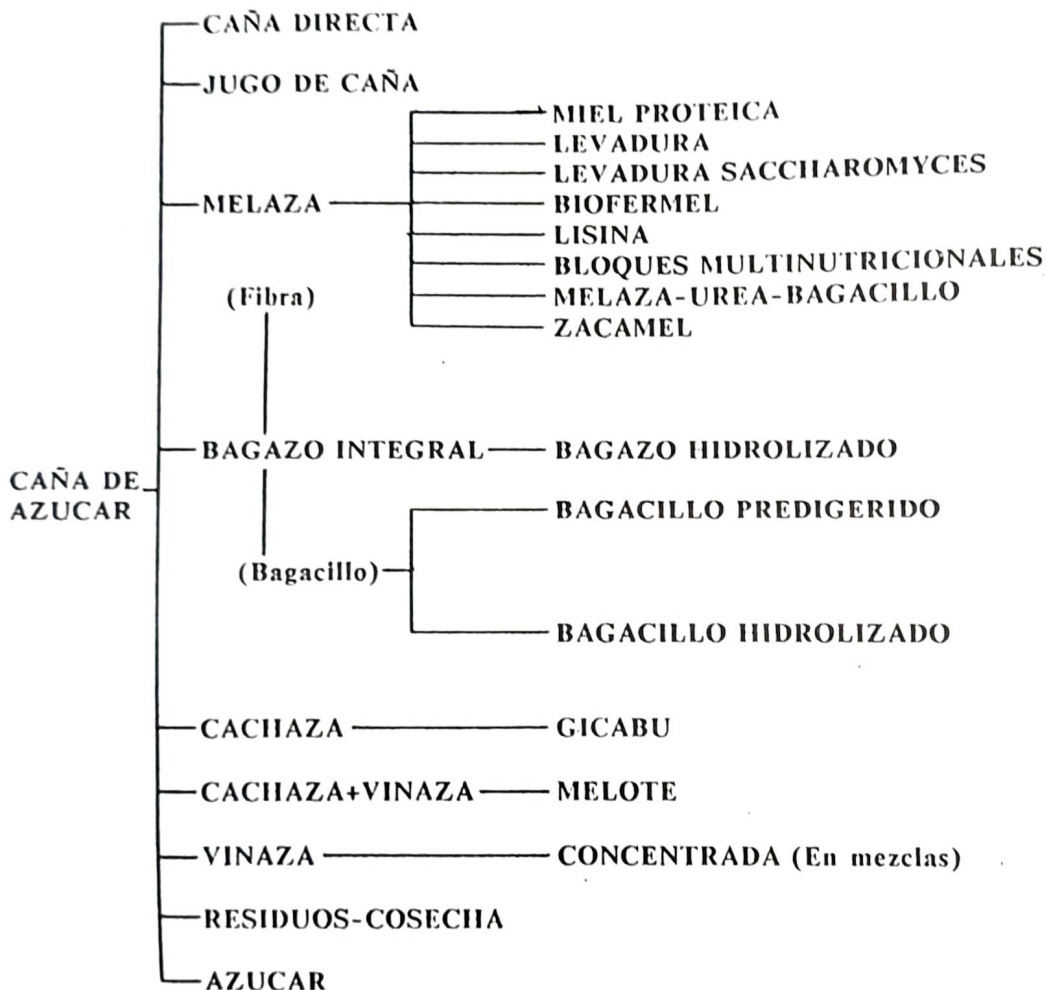 CAÑA DIRECTA
JUGO DE CAÑA
MIEL PROTEICA
LEVADURA
LEVADURA SACCHAROMYCES
MELAZA
BIOFERMEL
LISINA
BLOQUES MULTINUTRICIONALES
(Fibra)
MELAZA-UREA-BAGACILLO
ZACAMEL
BAGAZO INTEGRAL
BAGAZO HIDROLIZADO
CAÑA DE
AZUCAR
BAGACILLO PREDIGERIDO
(Bagacillo)
BAGACILLO HIDROLIZADO
CACHAZA
GICABU
CACHAZA+VINAZA
MELOTE
VINAZA
CONCENTRADA (En mezclas)
RESIDUOS-COSECHA
AZUCAR